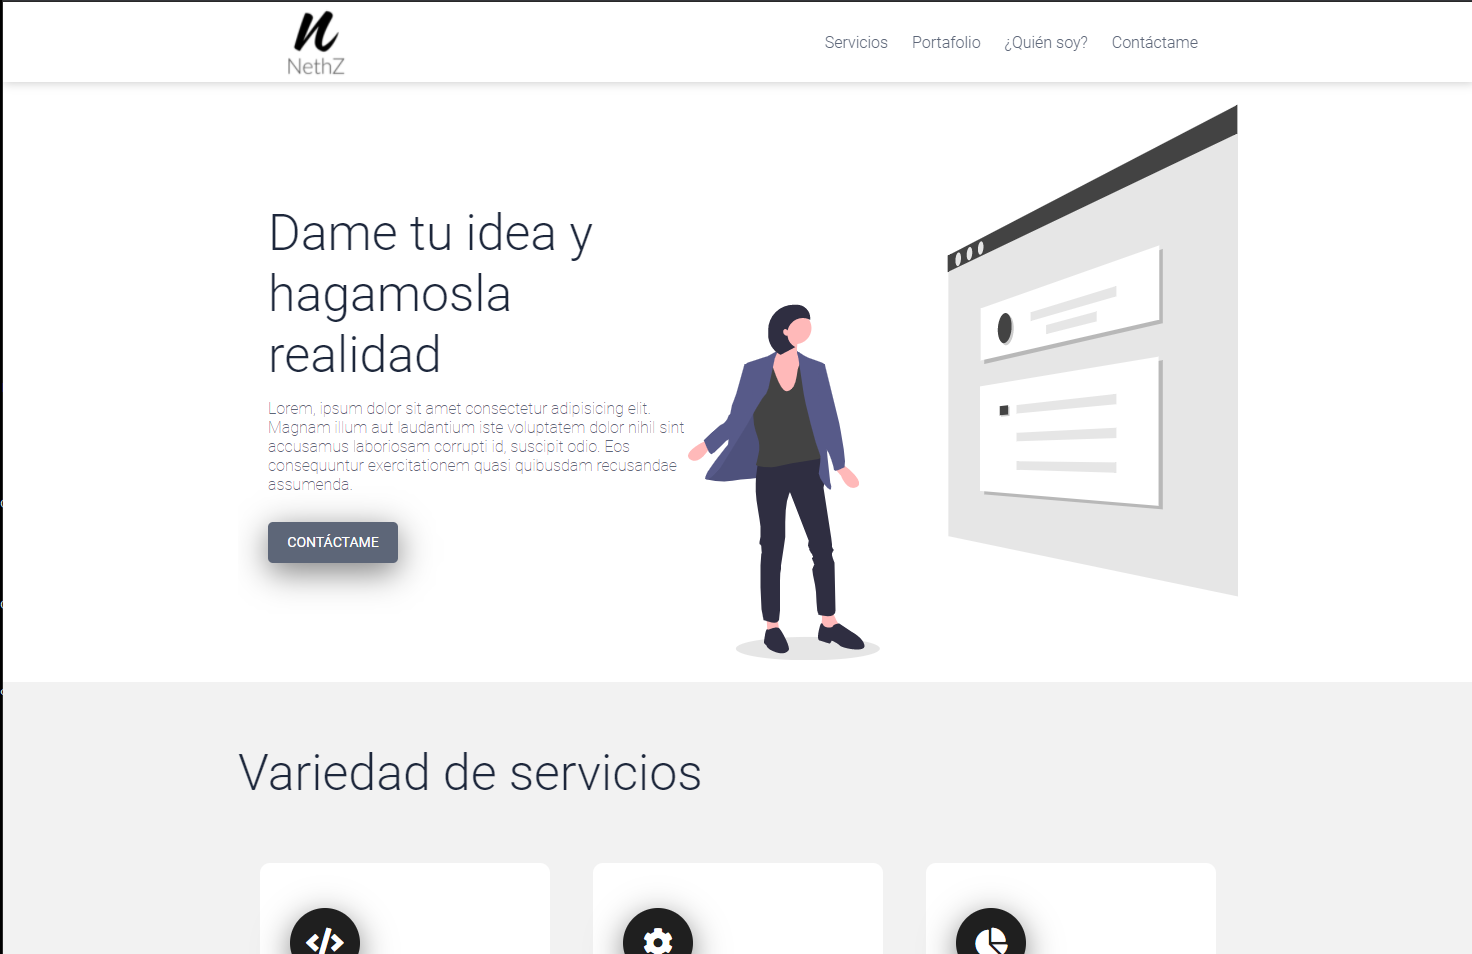 n
NethZ
Servicios Portafolio ¿Quién soy? Contáctame
Dame tu idea y
hagamosla
realidad
Lorem, ipsum dolor sit amet consectetur adipisicing elit.
Magnam illum aut laudantium iste voluptatem dolor nihil sint
accusamus laboriosam corrupti id, suscipit odio. Eos
consequuntur exercitationem quasi quibusdam recusandae
assumenda.
CONTÁCTAME
Variedad de servicios